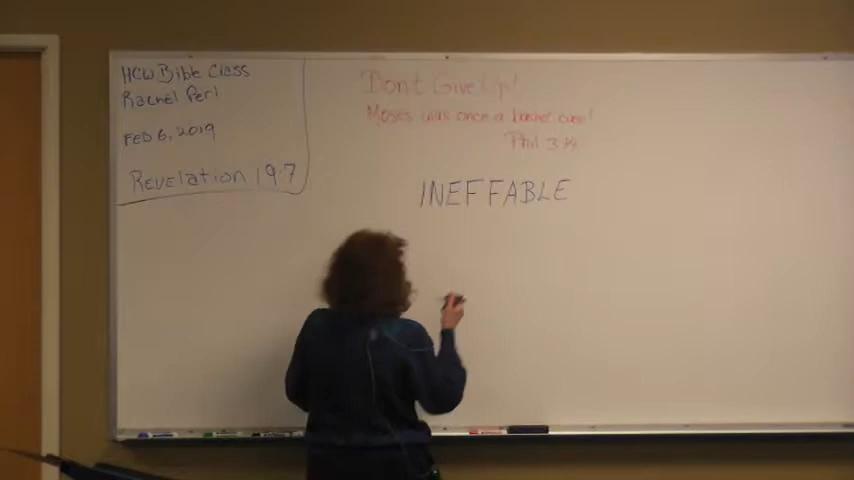 HCW Bible Class
Rachel Perl
FEB 6, 2019
Revelation 19:7
Don't Give Up!
Moses was once a basket case!
Phil 3:14
INEFFABLE